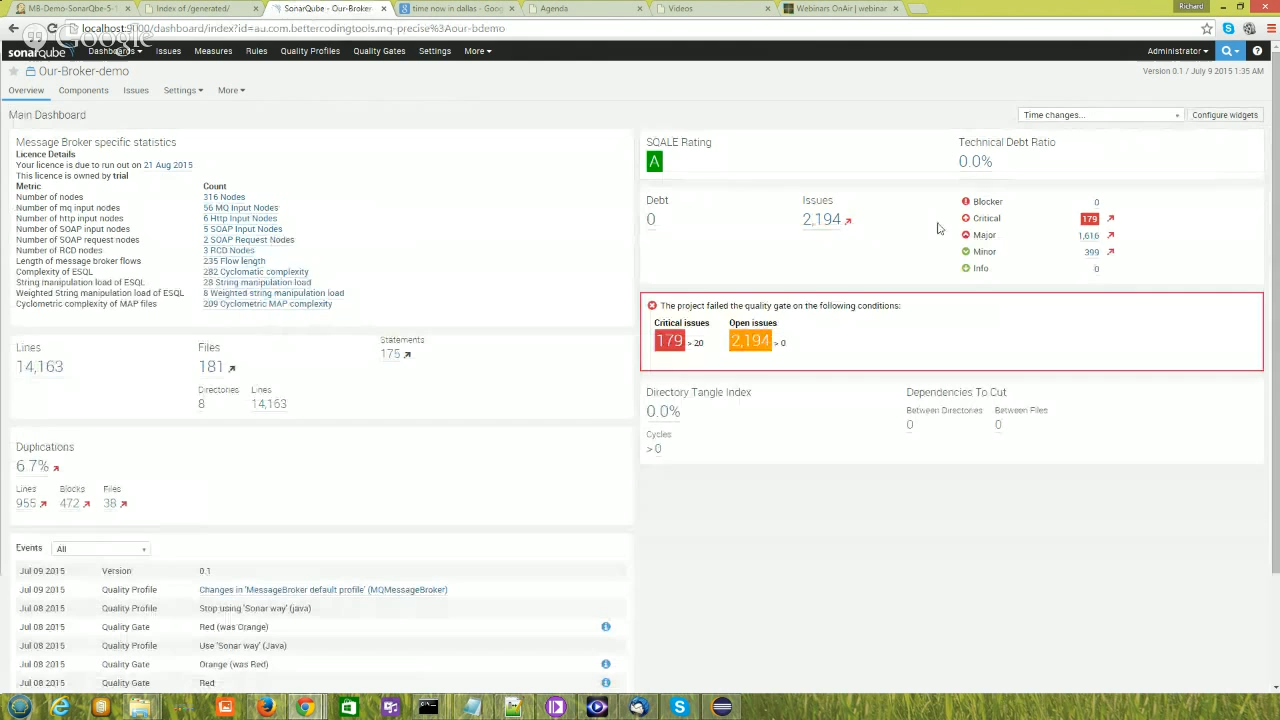 Richard
MB-Demo-SonarQbe-5-1
Index of /generated/
SonarQube - Our-Broker-
time now in dallas - Goog
Agenda
Videos
Webinars OnAir | webinar
localhost:9000/dashboard/index?id=au.com.bettercodingtools.mq-precise%3Aour-bdemo
Google
sonarqube Dashboards Issues Measures Rules Quality Profiles Quality Gates Settings More Administrator
Our-Broker-demo
Version 0.1 / July 9 2015 1:35 AM
Overview Components Issues Settings More
Main Dashboard
Time changes... Configure widgets
Message Broker specific statistics
Licence Details
Your licence is due to run out on 21 Aug 2015
This licence is owned by trial
Metric Count
Number of nodes 316 Nodes
Number of mq input nodes 56 MQ Input Nodes
Number of http input nodes 6 Http Input Nodes
Number of SOAP input nodes 5 SOAP Input Nodes
Number of SOAP request nodes 2 SOAP Request Nodes
Number of RCD nodes 3 RCD Nodes
Length of message broker flows 235 Flow length
Complexity of ESQL 282 Cyclomatic complexity
String manipulation load of ESQL 28 String manipulation load
Weighted String manipulation load of ESQL 8 Weighted string manipulation load
Cyclometric complexity of MAP files 209 Cyclometric MAP complexity
Lines Files Statements
14,163 181 175
Directories Lines
8 14,163
Duplications
6.7%
Lines Blocks Files
955 472 38
Events All
Jul 09 2015 Version 0.1
Jul 09 2015 Quality Profile Changes in 'MessageBroker default profile' (MQMessageBroker)
Jul 08 2015 Quality Profile Stop using 'Sonar way' (java)
Jul 08 2015 Quality Gate Red (was Orange)
Jul 08 2015 Quality Profile Use 'Sonar way' (Java)
Jul 08 2015 Quality Gate Orange (was Red)
Jul 08 2015 Quality Gate Red
SQALE Rating Technical Debt Ratio
A 0.0%
Debt Issues
0 2,194
Blocker 0
Critical 179
Major 1,616
Minor 399
Info 0
The project failed the quality gate on the following conditions:
Critical issues Open issues
179 > 20 2,194 > 0
Directory Tangle Index Dependencies To Cut
0.0% Between Directories Between Files
0 0
Cycles
> 0